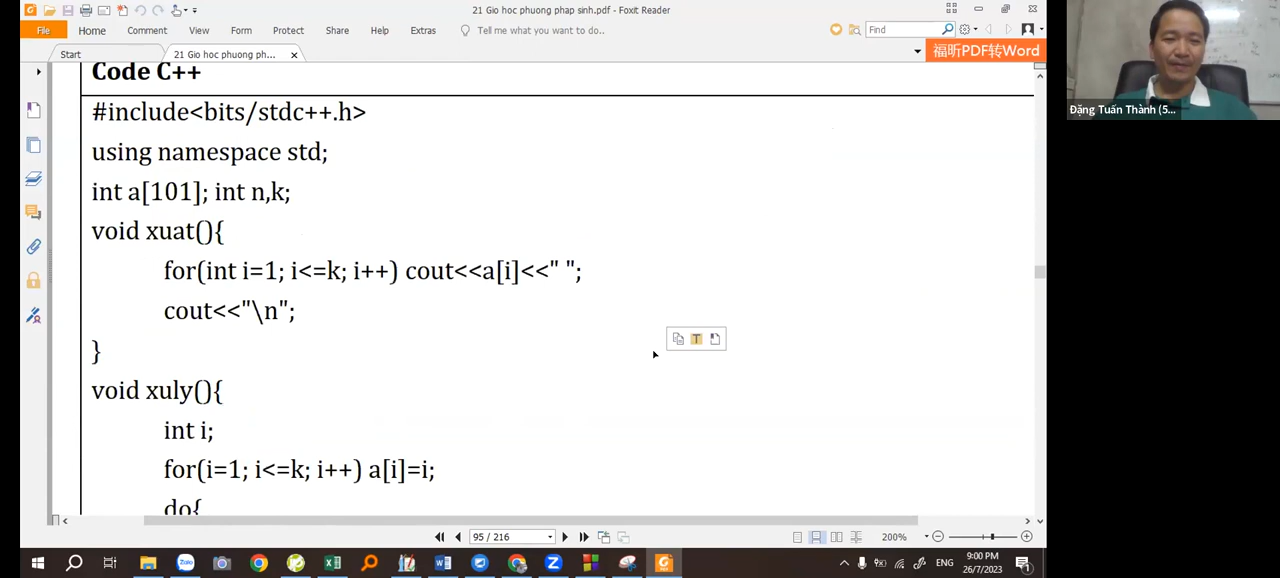 21 Gio hoc phuong phap sinh.pdf - Foxit Reader
File Home Comment View Form Protect Share Help Extras Tell me what you want to do.. Find
Start 21 Gio hoc phuong ph... 福昕PDF转Word
Code C++
#include<bits/stdc++.h>
using namespace std;
int a[101]; int n,k;
void xuat(){
for(int i=1; i<=k; i++) cout<<a[i]<<" ";
cout<<"\n";
}
void xuly(){
int i;
for(i=1; i<=k; i++) a[i]=i;
do{
95 / 216 200%
ENG 9:00 PM
26/7/2023
Đặng Tuấn Thành (5...